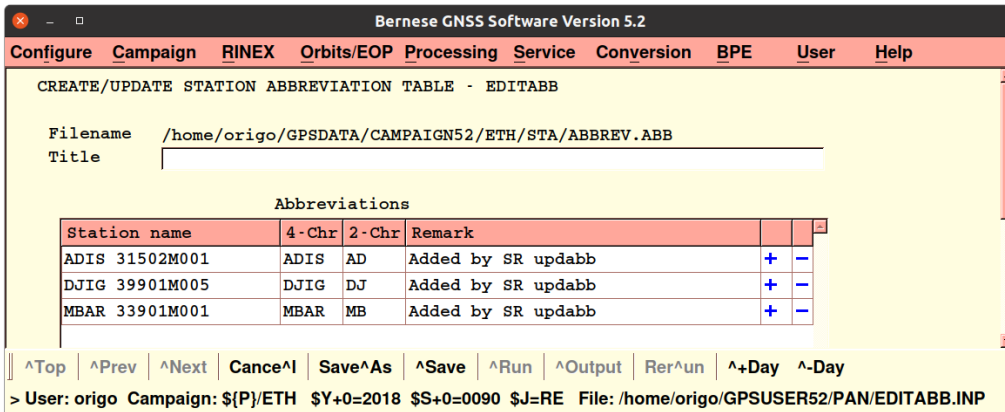 Bernese GNSS Software Version 5.2
Configure Campaign RINEX Orbits/EOP Processing Service Conversion BPE User Help
CREATE/UPDATE STATION ABBREVIATION TABLE - EDITABB
Filename /home/origo/GPSDATA/CAMPAIGN52/ETH/STA/ABBREV.ABB
Title
Abbreviations
Station name 4-Chr 2-Chr Remark
ADIS 31502M001 ADIS AD Added by SR updabb + −
DJIG 39901M005 DJIG DJ Added by SR updabb + −
MBAR 33901M001 MBAR MB Added by SR updabb + −
^Top ^Prev ^Next Cance^l Save^As ^Save ^Run ^Output Rer^un ^+Day ^-Day
> User: origo Campaign: ${P}/ETH $Y+0=2018 $S+0=0090 $J=RE File: /home/origo/GPSUSER52/PAN/EDITABB.INP